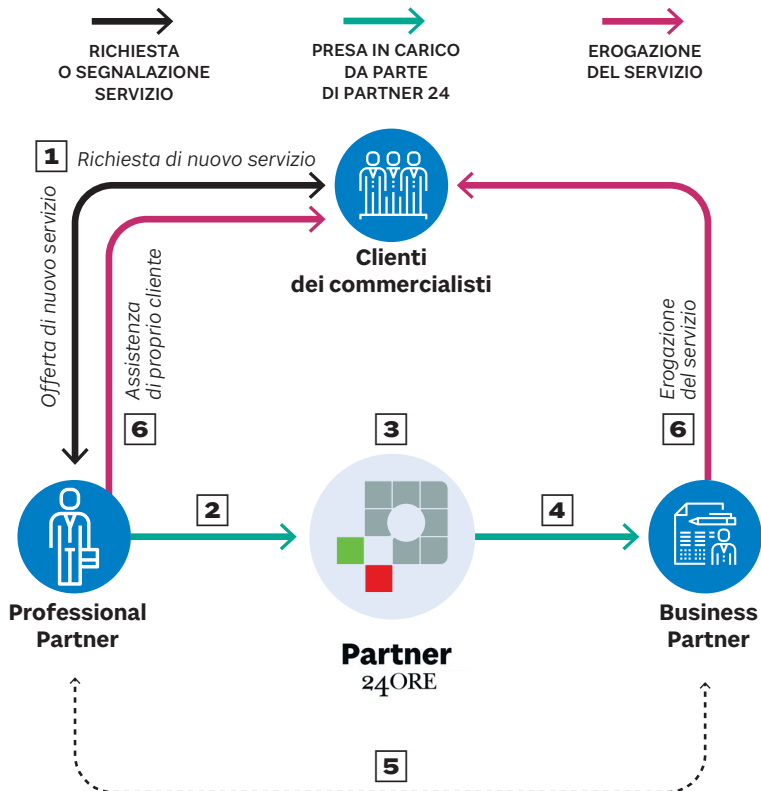 RICHIESTA
O SEGNALAZIONE
SERVIZIO
PRESA IN CARICO
DA PARTE
DI PARTNER 24
EROGAZIONE
DEL SERVIZIO
1 Richiesta di nuovo servizio
Offerta di nuovo servizio
Assistenza
di proprio cliente
Clienti
dei commercialisti
Erogazione
del servizio
6
3
6
2
4
Professional
Partner
Partner
24ORE
Business
Partner
5